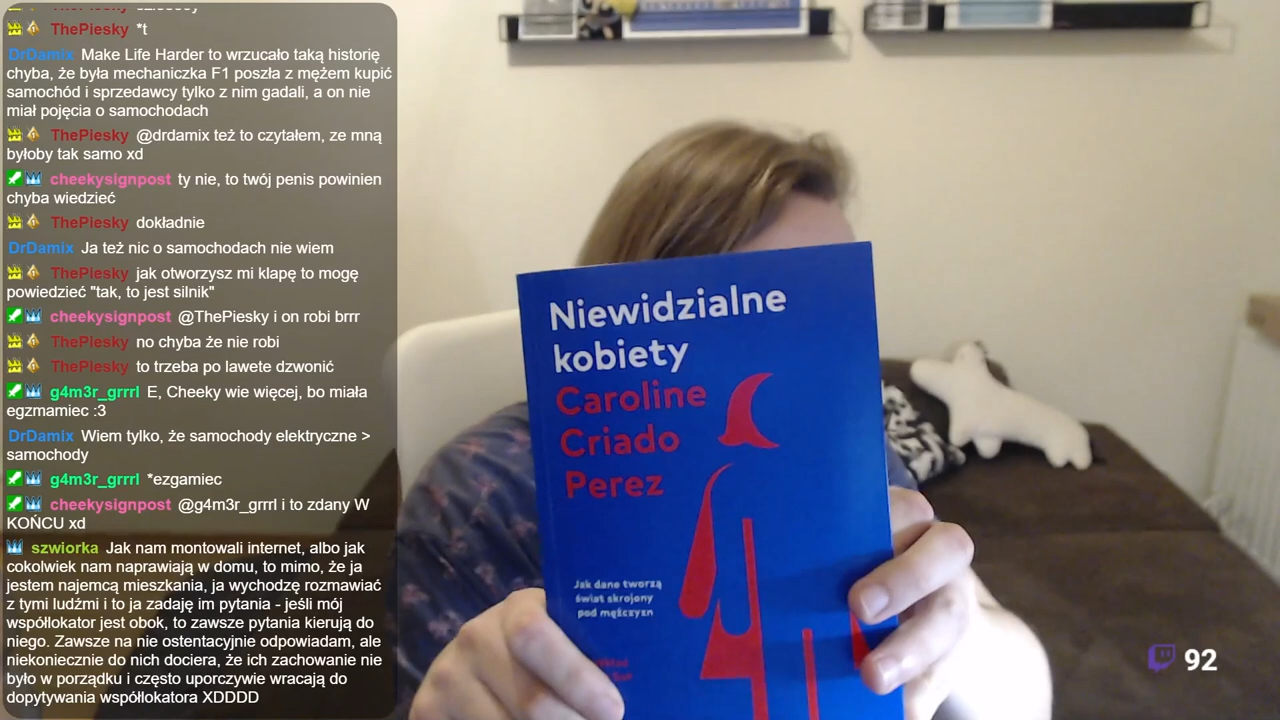 ThePiesky *t
DrDamix Make Life Harder to wrzucało taką historię
chyba, że była mechaniczka F1 poszła z mężem kupić
samochód i sprzedawcy tylko z nim gadali, a on nie
miał pojęcia o samochodach
ThePiesky @drdamix też to czytałem, ze mną
byłoby tak samo xd
cheekysignpost ty nie, to twój penis powinien
chyba wiedzieć
ThePiesky dokładnie
DrDamix Ja też nic o samochodach nie wiem
ThePiesky jak otworzysz mi klapę to mogę
powiedzieć "tak, to jest silnik"
cheekysignpost @ThePiesky i on robi brrr
ThePiesky no chyba że nie robi
ThePiesky to trzeba po lawete dzwonić
g4m3r_grrrl E, Cheeky wie więcej, bo miała
egzmamiec :3
DrDamix Wiem tylko, że samochody elektryczne >
samochody
g4m3r_grrrl *ezgamiec
cheekysignpost @g4m3r_grrrl i to zdany W
KOŃCU xd
szwiorka Jak nam montowali internet, albo jak
cokolwiek nam naprawiają w domu, to mimo, że ja
jestem najemcą mieszkania, ja wychodzę rozmawiać
z tymi ludźmi i to ja zadaję im pytania - jeśli mój
współlokator jest obok, to zawsze pytania kierują do
niego. Zawsze na nie ostentacyjnie odpowiadam, ale
niekoniecznie do nich dociera, że ich zachowanie nie
było w porządku i często uporczywie wracają do
dopytywania współlokatora XDDDD
Niewidzialne
kobiety
Caroline
Criado
Perez
Jak dane tworzą
świat skrojony
pod mężczyzn
92